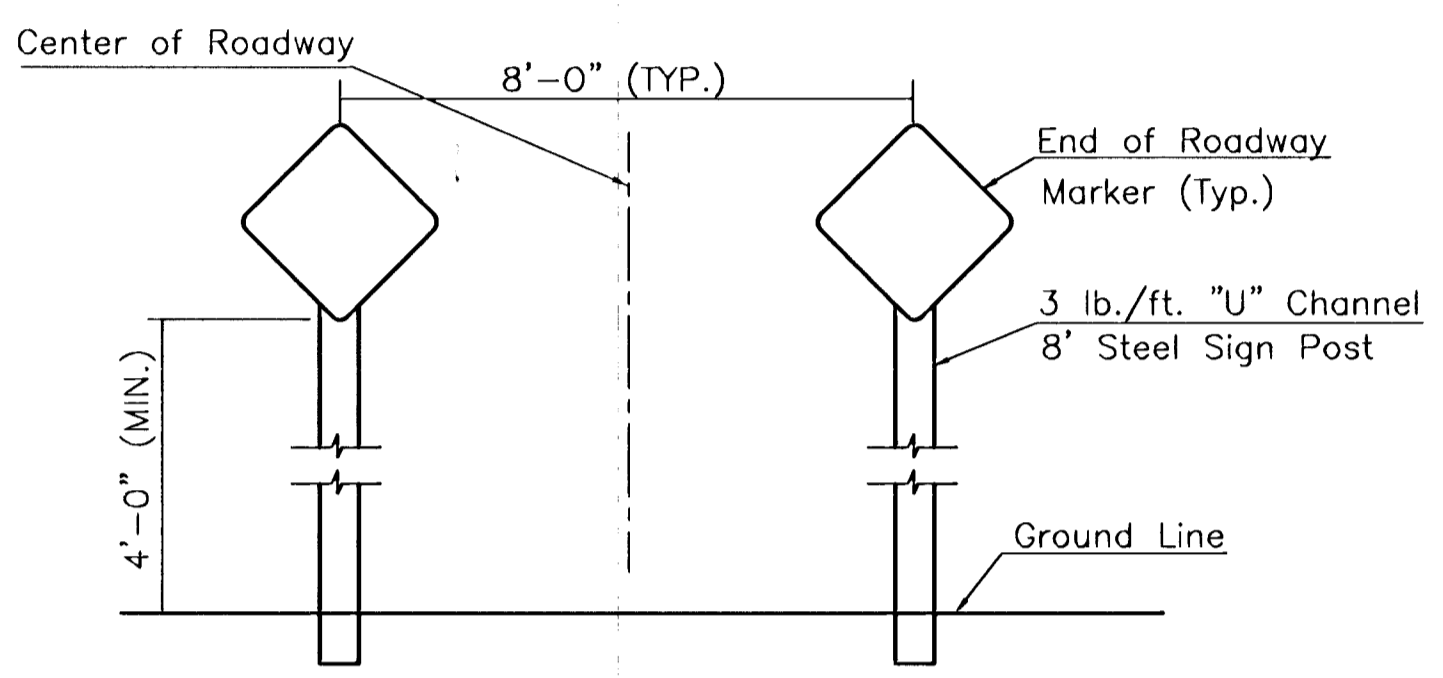 Center of Roadway
8'-0" (TYP.)
End of Roadway
Marker (Typ.)
3 lb./ft. "U" Channel
8' Steel Sign Post
4'-0" (MIN.)
Ground Line